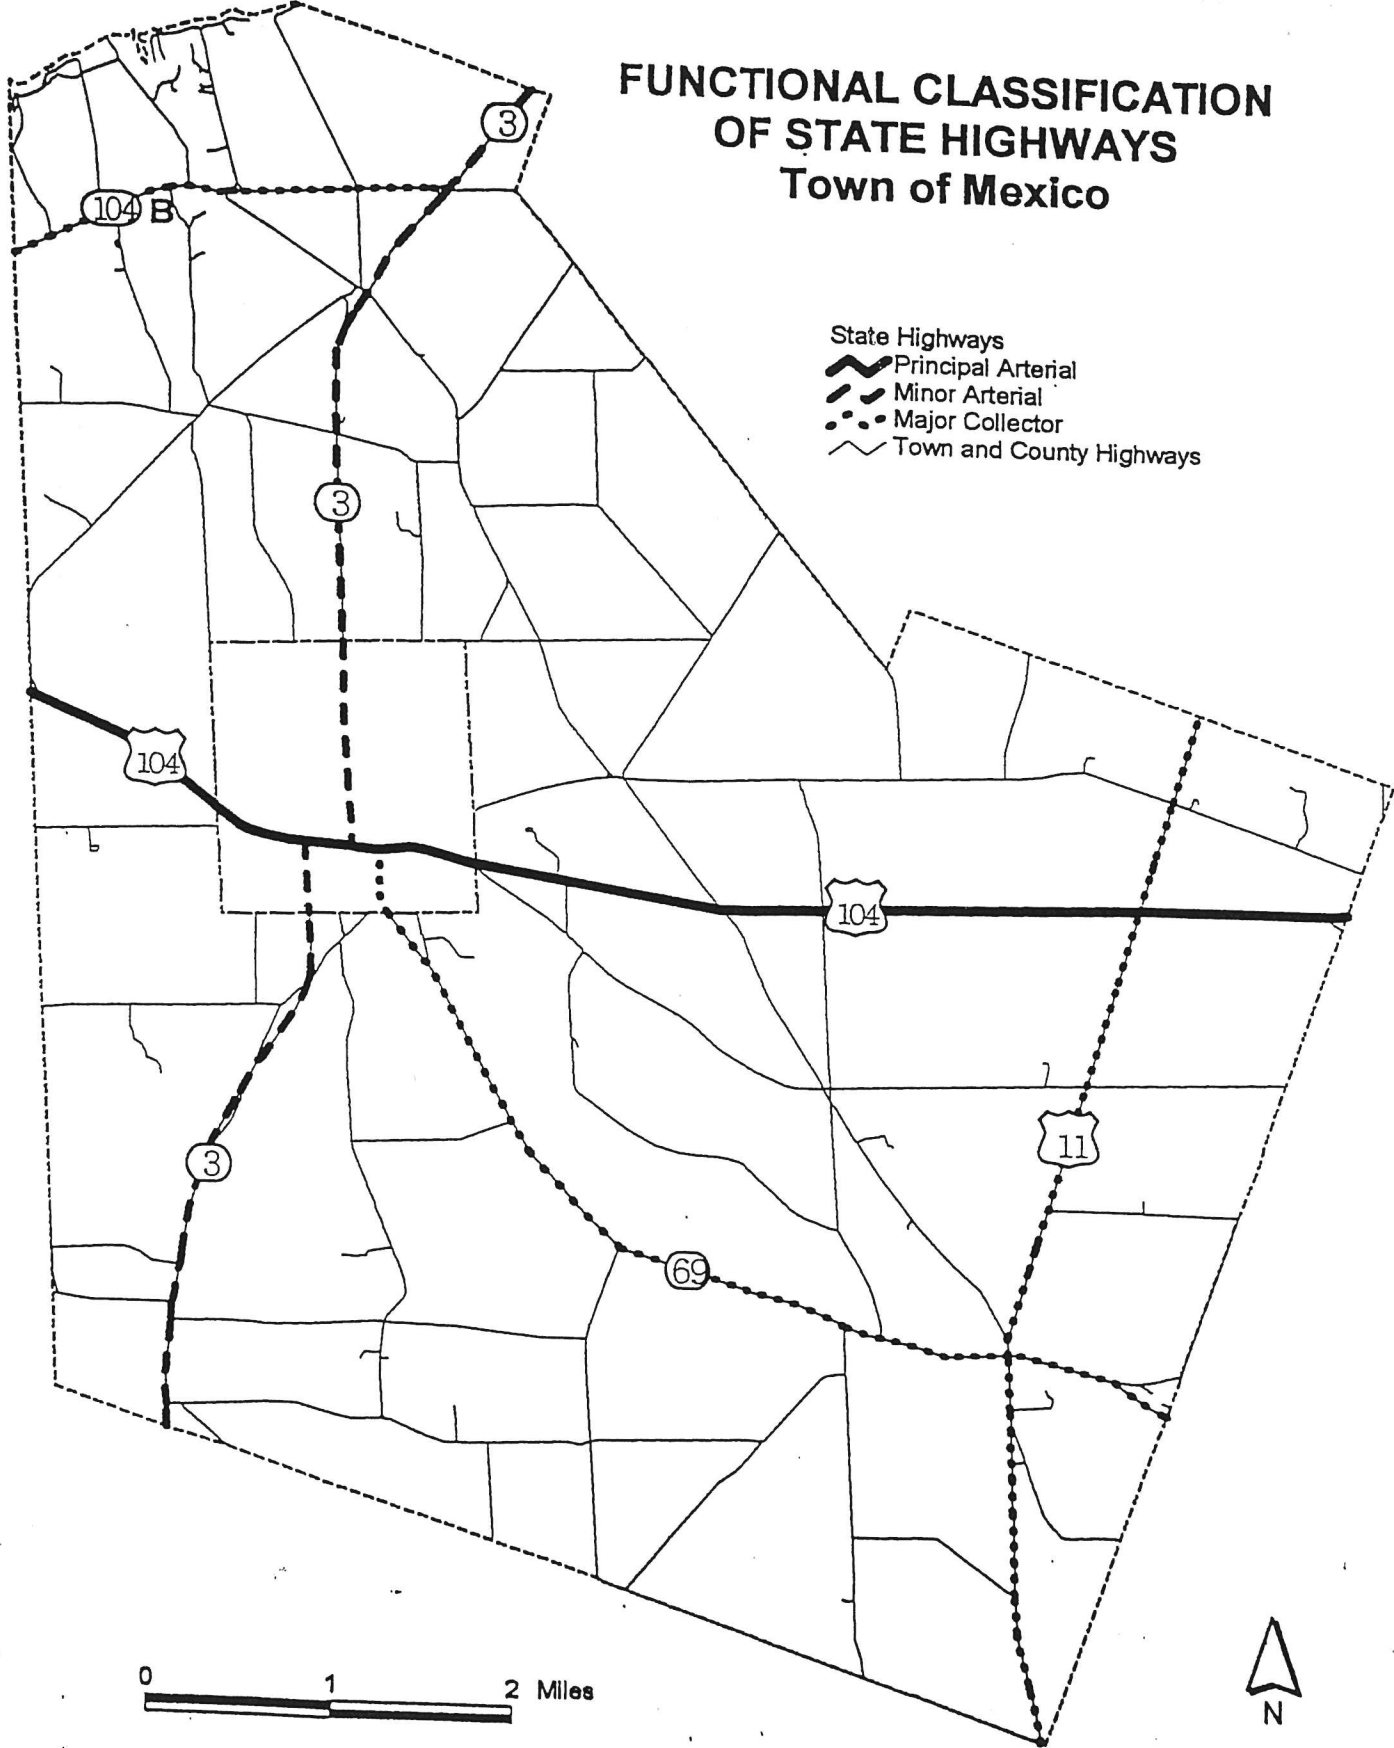 FUNCTIONAL CLASSIFICATION
OF STATE HIGHWAYS
Town of Mexico
3
104 B
State Highways
Principal Arterial
Minor Arterial
Major Collector
Town and County Highways
3
104
104
11
3
69
0 1 2 Miles
N